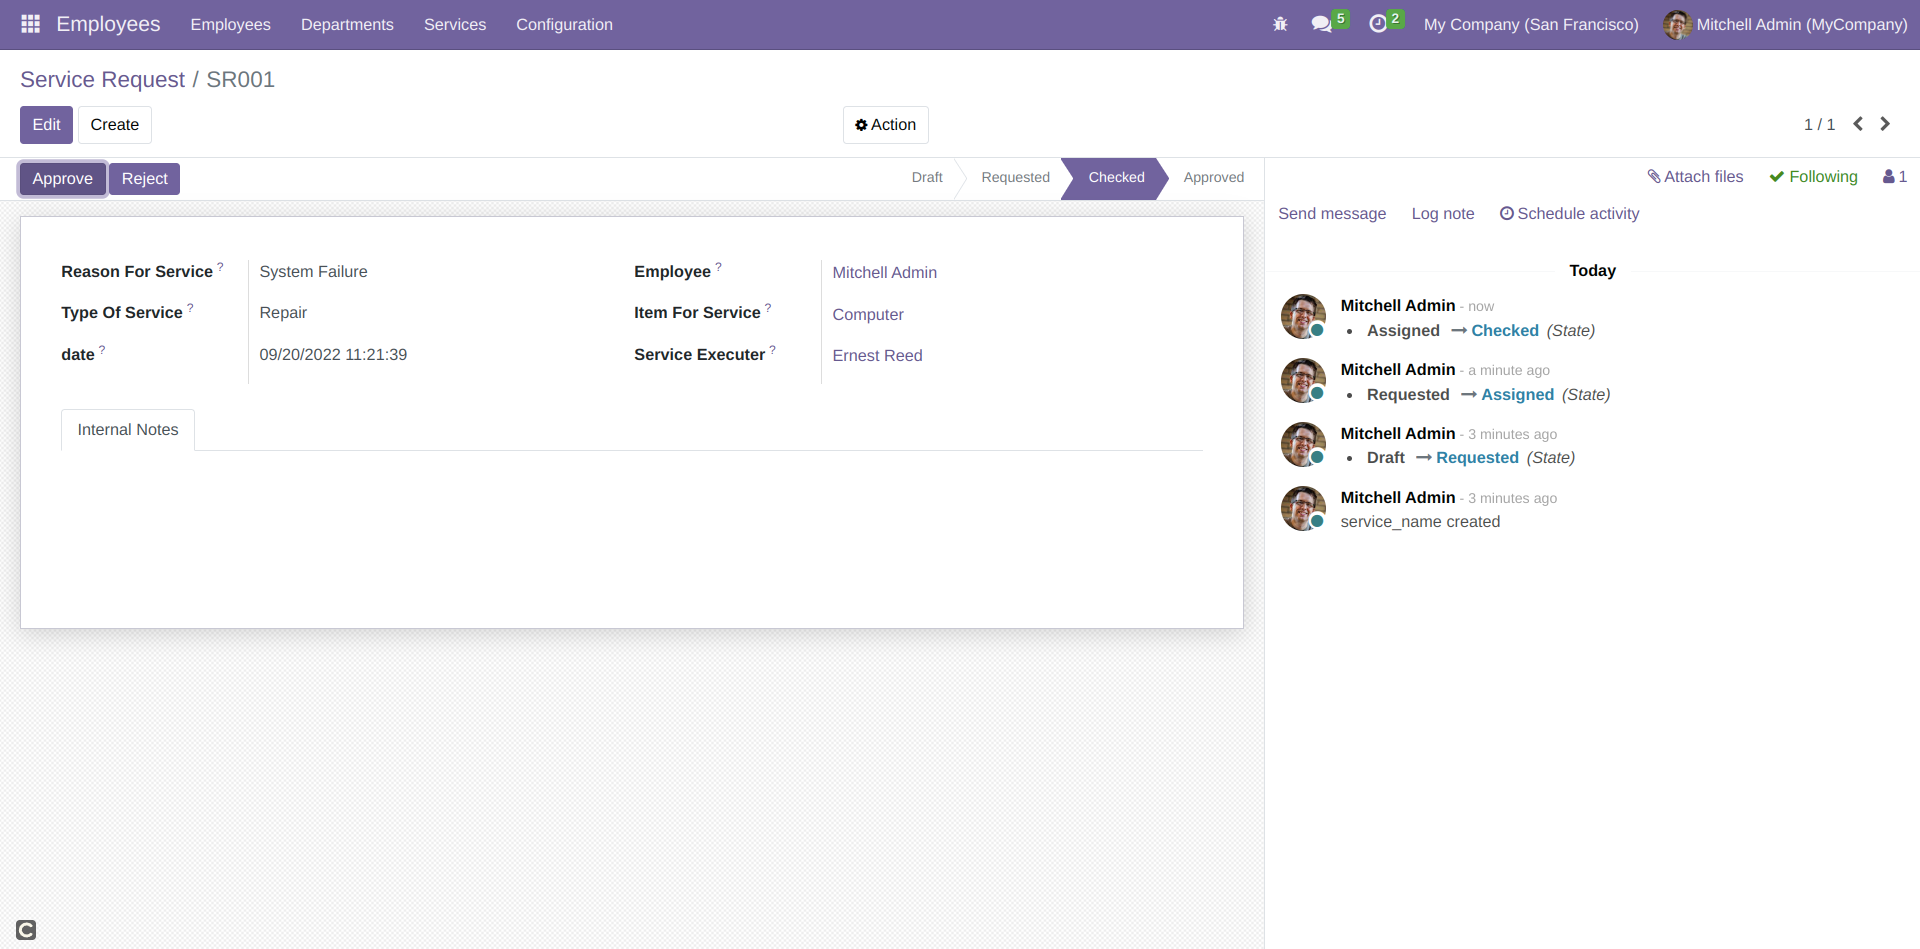 Employees Employees Departments Services Configuration 5 2 My Company (San Francisco) Mitchell Admin (MyCompany)
Service Request / SR001
Edit Create Action 1 / 1
Approve Reject Draft Requested Checked Approved Attach files Following 1
Send message Log note Schedule activity
Reason For Service ? System Failure Employee ? Mitchell Admin
Type Of Service ? Repair Item For Service ? Computer
date ? 09/20/2022 11:21:39 Service Executer ? Ernest Reed
Internal Notes
Today
Mitchell Admin - now
• Assigned → Checked (State)
Mitchell Admin - a minute ago
• Requested → Assigned (State)
Mitchell Admin - 3 minutes ago
• Draft → Requested (State)
Mitchell Admin - 3 minutes ago
service_name created
C